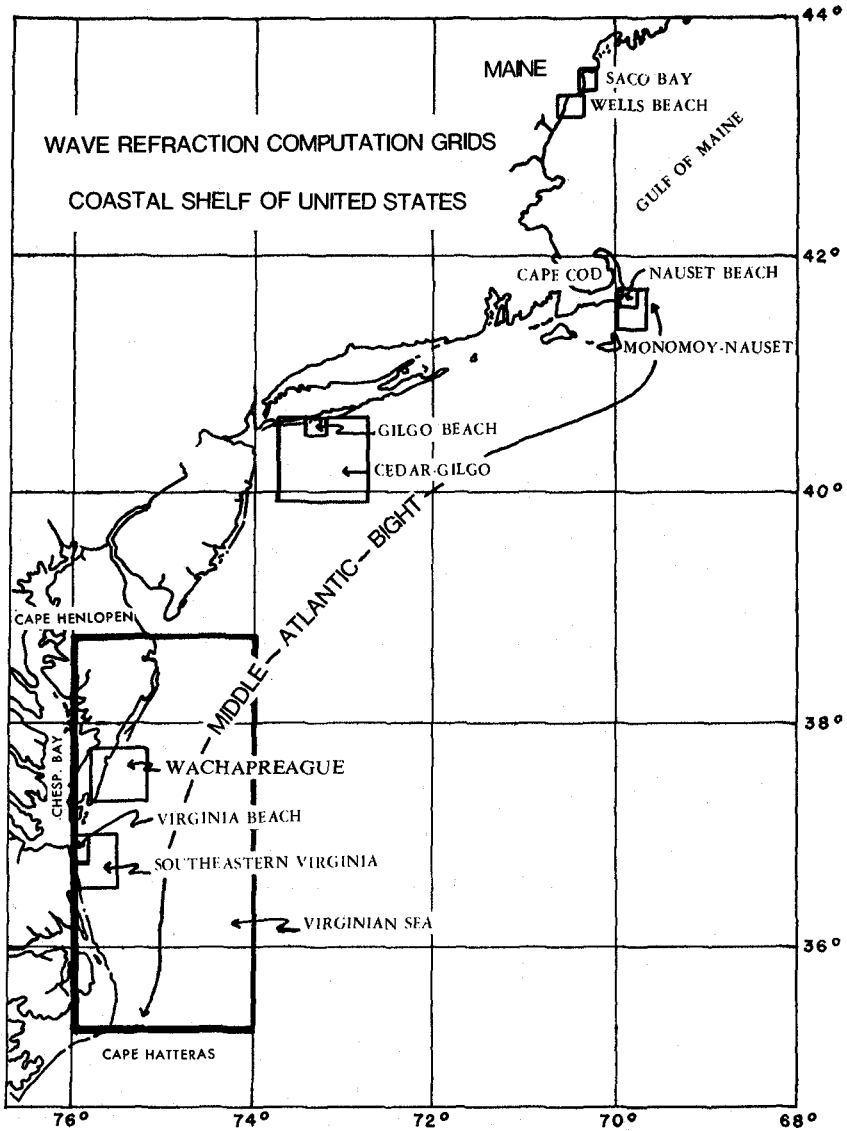 44°
MAINE
SACO BAY
WELLS BEACH
WAVE REFRACTION COMPUTATION GRIDS
COASTAL SHELF OF UNITED STATES
GULF OF MAINE
42°
CAPE COD
NAUSET BEACH
MONOMOY-NAUSET
GILGO BEACH
CEDAR-GILGO
40°
MIDDLE - ATLANTIC - BIGHT
CAPE HENLOPEN
38°
CHESP. BAY
WACHAPREAGUE
VIRGINIA BEACH
SOUTHEASTERN VIRGINIA
VIRGINIAN SEA
36°
CAPE HATTERAS
76° 74° 72° 70° 68°